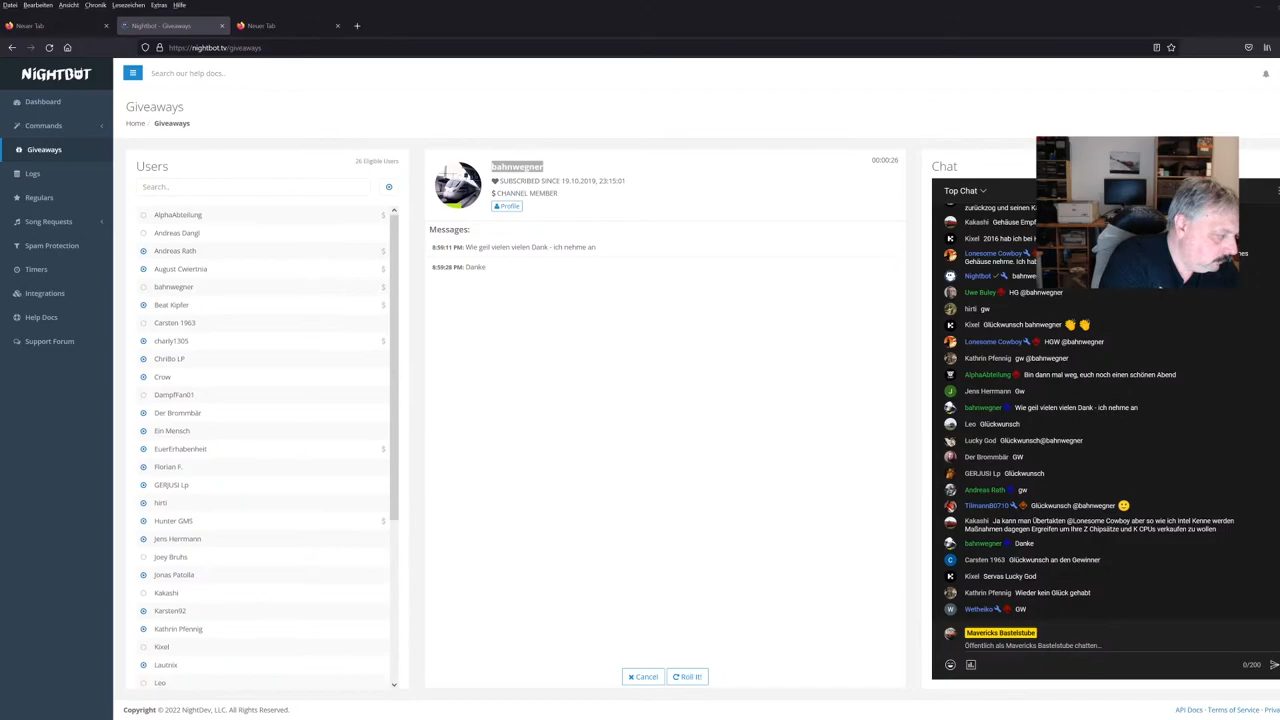 Datei Bearbeiten Ansicht Chronik Lesezeichen Extras Hilfe
Neuer Tab
Nightbot - Giveaways
Neuer Tab
https://nightbot.tv/giveaways
NIGHTBOT
Search our help docs..
Dashboard
Commands
Giveaways
Logs
Regulars
Song Requests
Spam Protection
Timers
Integrations
Help Docs
Support Forum
Giveaways
Home / Giveaways
Users
26 Eligible Users
Search..
AlphaAbteilung $
Andreas Dangl
Andreas Rath $
August Cwiertnia $
bahnwegner $
Beat Kipfer $
Carsten 1963
charly1305 $
ChriBo LP
Crow
DampfFan01
Der Brommbär
Ein Mensch
EuerErhabenheit $
Florian F.
GERJUSI Lp
hirti
Hunter GMS $
Jens Herrmann
Joey Bruhs
Jonas Patolla
Kakashi
Karsten92
Kathrin Pfennig
Kixel
Lautnix
Leo
bahnwegner
00:00:26
SUBSCRIBED SINCE 19.10.2019, 23:15:01
$ CHANNEL MEMBER
Profile
Messages:
8:59:11 PM: Wie geil vielen vielen Dank - ich nehme an
8:59:28 PM: Danke
Cancel
Roll It!
Chat
Top Chat
zurückzog und seinen K
Kakashi Gehäuse Empf
Kixel 2016 hab ich bei
Lonesome Cowboy
Gehäuse nehme. Ich hab
Nightbot bahnwe
Uwe Buley HG @bahnwegner
hirti gw
Kixel Glückwunsch bahnwegner 👏 👏
Lonesome Cowboy HGW @bahnwegner
Kathrin Pfennig gw @bahnwegner
AlphaAbteilung Bin dann mal weg, euch noch einen schönen Abend
Jens Herrmann Gw
bahnwegner Wie geil vielen vielen Dank - ich nehme an
Leo Glückwunsch
Lucky God Glückwunsch@bahnwegner
Der Brommbär GW
GERJUSI Lp Glückwunsch
Andreas Rath gw
TilmannB0710 Glückwunsch @bahnwegner 🙂
Kakashi Ja kann man Übertakten @Lonesome Cowboy aber so wie ich Intel Kenne werden
Maßnahmen dagegen Ergreifen um Ihre Z Chipsätze und K CPUs verkaufen zu wollen
bahnwegner Danke
Carsten 1963 Glückwunsch an den Gewinner
Kixel Servas Lucky God
Kathrin Pfennig Wieder kein Glück gehabt
Wetheiko GW
Mavericks Bastelstube
Öffentlich als Mavericks Bastelstube chatten...
0/200
Copyright © 2022 NightDev, LLC. All Rights Reserved.
API Docs - Terms of Service - Priva